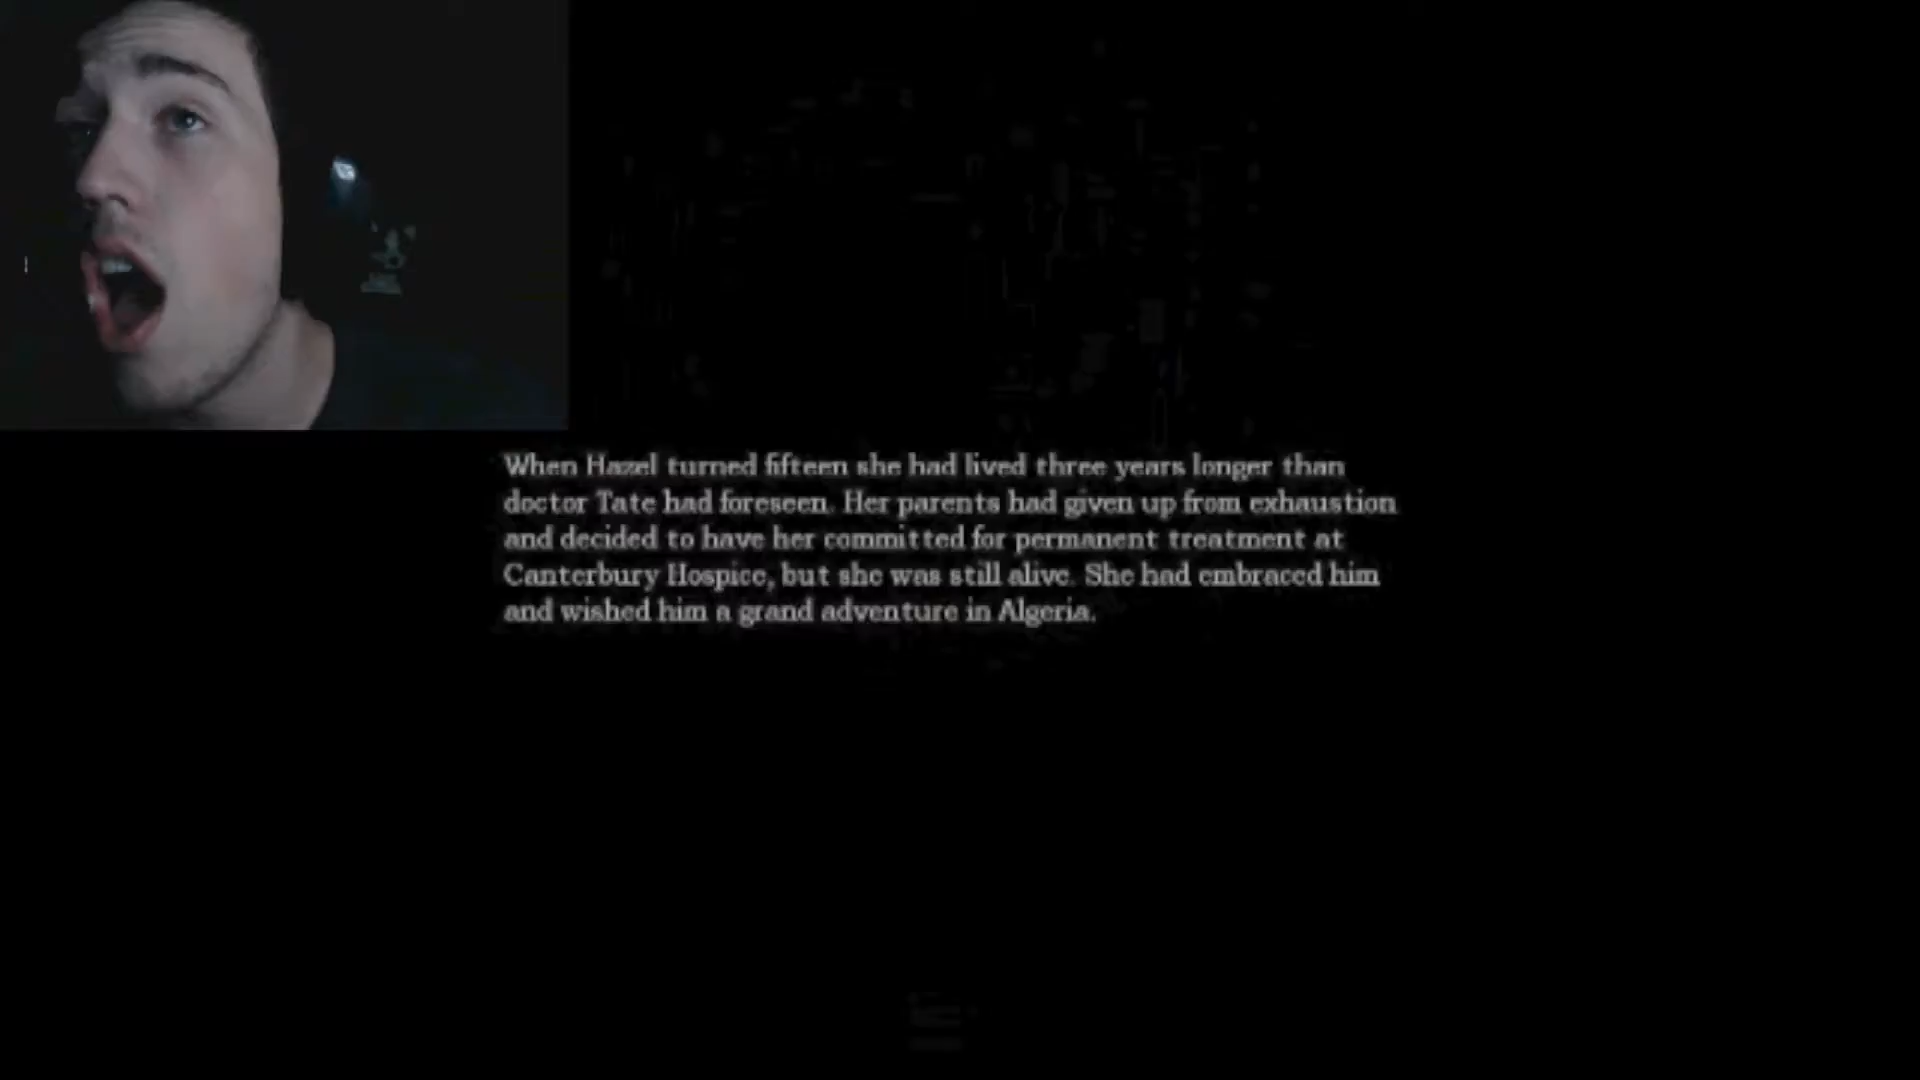 When Hazel turned fifteen she had lived three years longer than
doctor Tate had foreseen. Her parents had given up from exhaustion
and decided to have her committed for permanent treatment at
Canterbury Hospice, but she was still alive. She had embraced him
and wished him a grand adventure in Algeria.